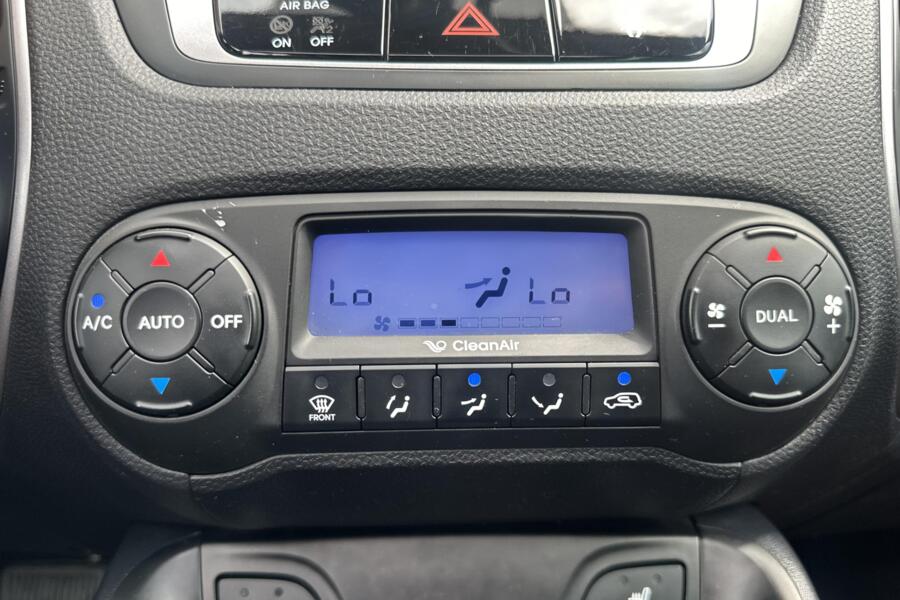 AIR BAG
ON OFF
Lo Lo
A/C AUTO OFF
DUAL
CleanAir
FRONT